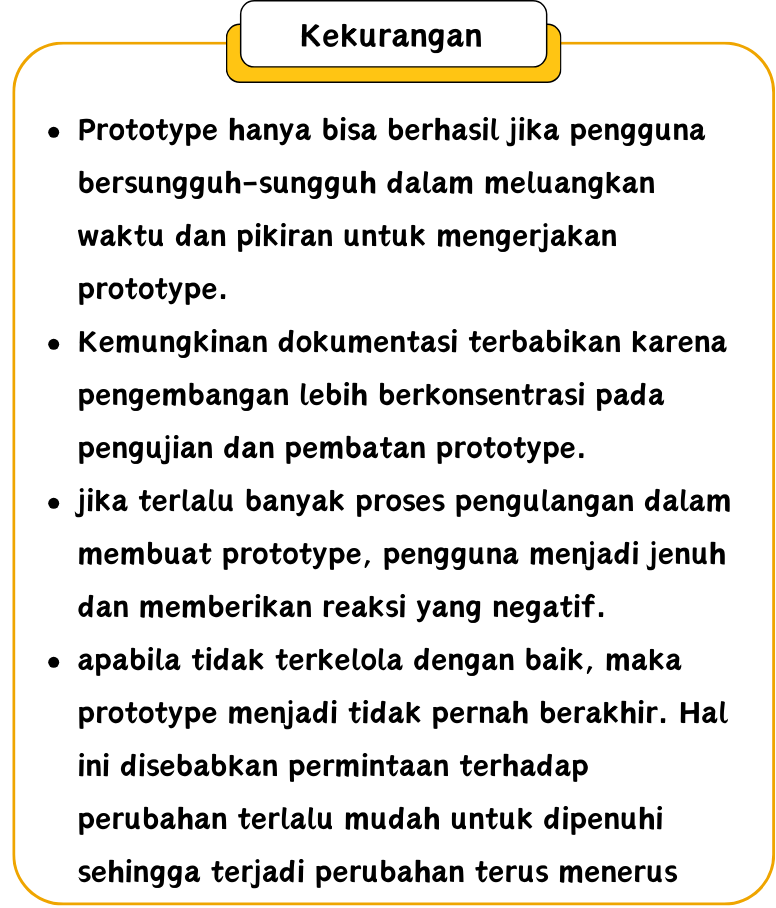 Kekurangan
• Prototype hanya bisa berhasil jika pengguna
bersungguh-sungguh dalam meluangkan
waktu dan pikiran untuk mengerjakan
prototype.
• Kemungkinan dokumentasi terbabikan karena
pengembangan lebih berkonsentrasi pada
pengujian dan pembatan prototype.
• jika terlalu banyak proses pengulangan dalam
membuat prototype, pengguna menjadi jenuh
dan memberikan reaksi yang negatif.
• apabila tidak terkelola dengan baik, maka
prototype menjadi tidak pernah berakhir. Hal
ini disebabkan permintaan terhadap
perubahan terlalu mudah untuk dipenuhi
sehingga terjadi perubahan terus menerus